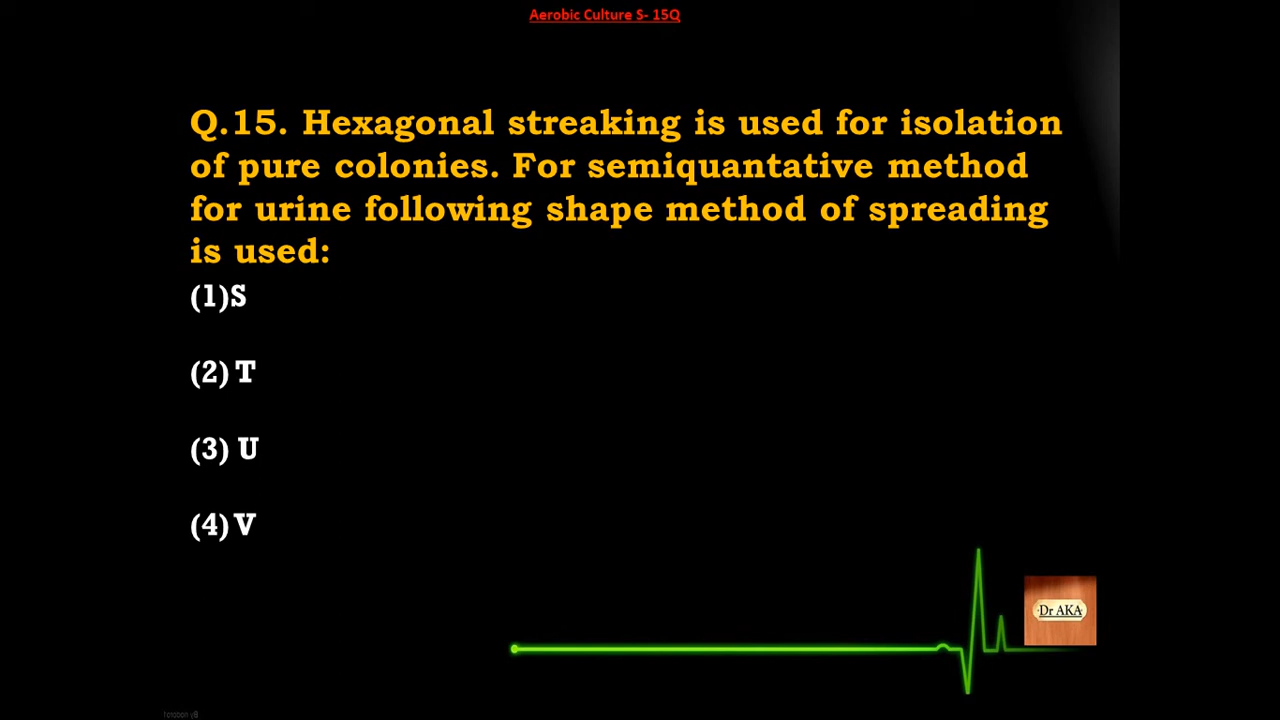 Aerobic Culture S- 15Q
Q.15. Hexagonal streaking is used for isolation
of pure colonies. For semiquantative method
for urine following shape method of spreading
is used:
(1)S
(2) T
(3) U
(4) V
Dr AKA